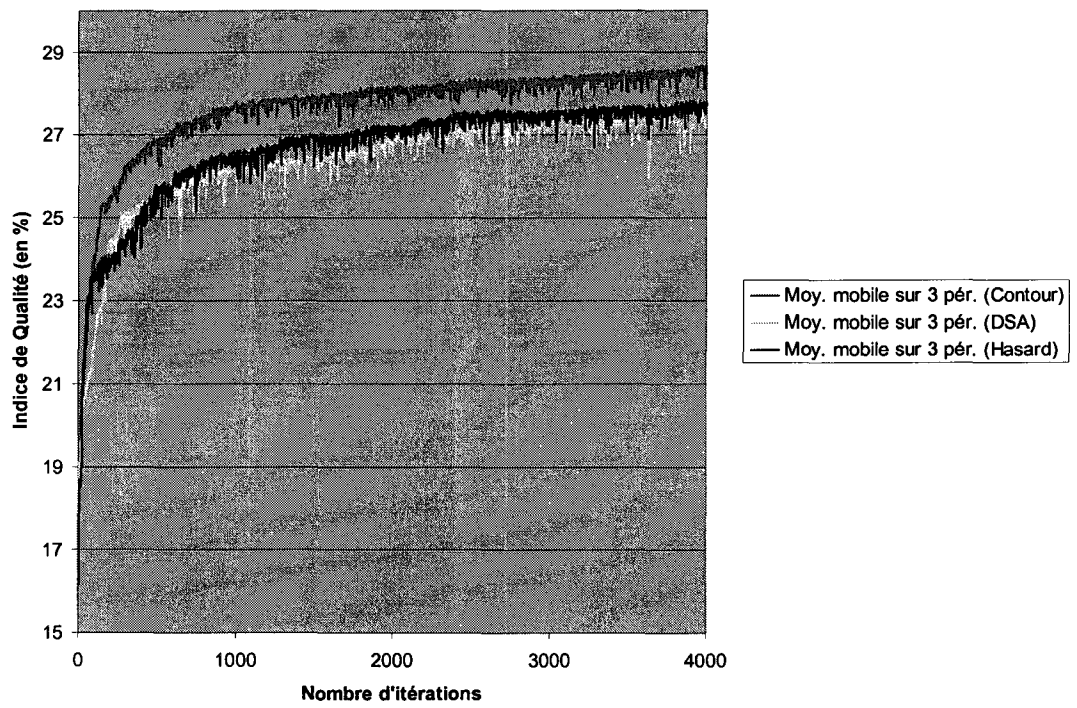 29
27
25
23
21
19
17
15
Indice de Qualité (en %)
0
1000
2000
3000
4000
Nombre d'itérations
Moy. mobile sur 3 pér. (Contour)
Moy. mobile sur 3 pér. (DSA)
Moy. mobile sur 3 pér. (Hasard)